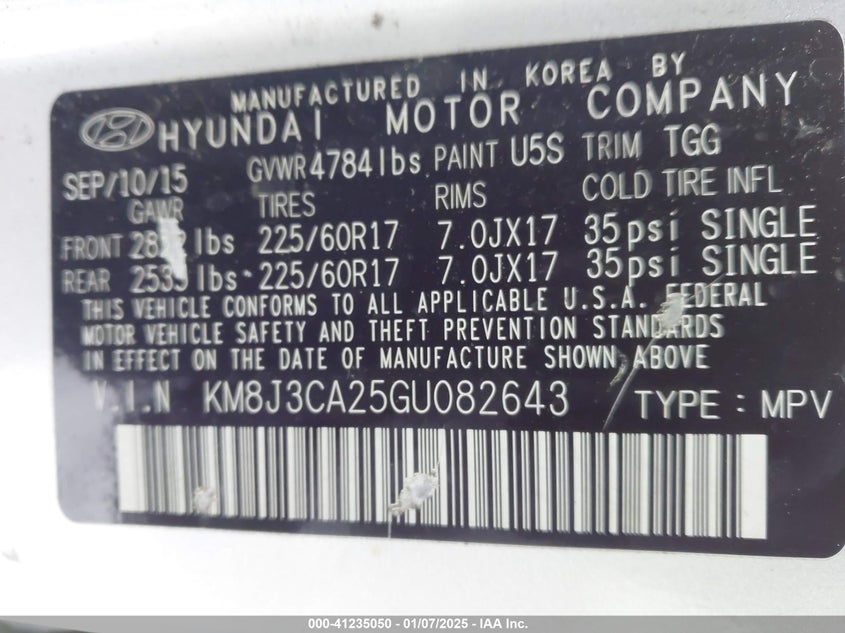 MANUFACTURED IN KOREA BY
HYUNDAI MOTOR COMPANY
SEP/10/15 GVWR 4784 lbs PAINT U5S TRIM TGG
GAWR TIRES RIMS COLD TIRE INFL
FRONT lbs 225/60R17 7.0JX17 35psi SINGLE
REAR lbs 225/60R17 7.0JX17 35psi SINGLE
THIS VEHICLE CONFORMS TO ALL APPLICABLE U.S.A. FEDERAL
MOTOR VEHICLE SAFETY AND THEFT PREVENTION STANDARDS
IN EFFECT ON THE DATE OF MANUFACTURE SHOWN ABOVE
V.I.N KM8J3CA25GU082643 TYPE : MPV
000-41235050 — 01/07/2025 — IAA Inc.